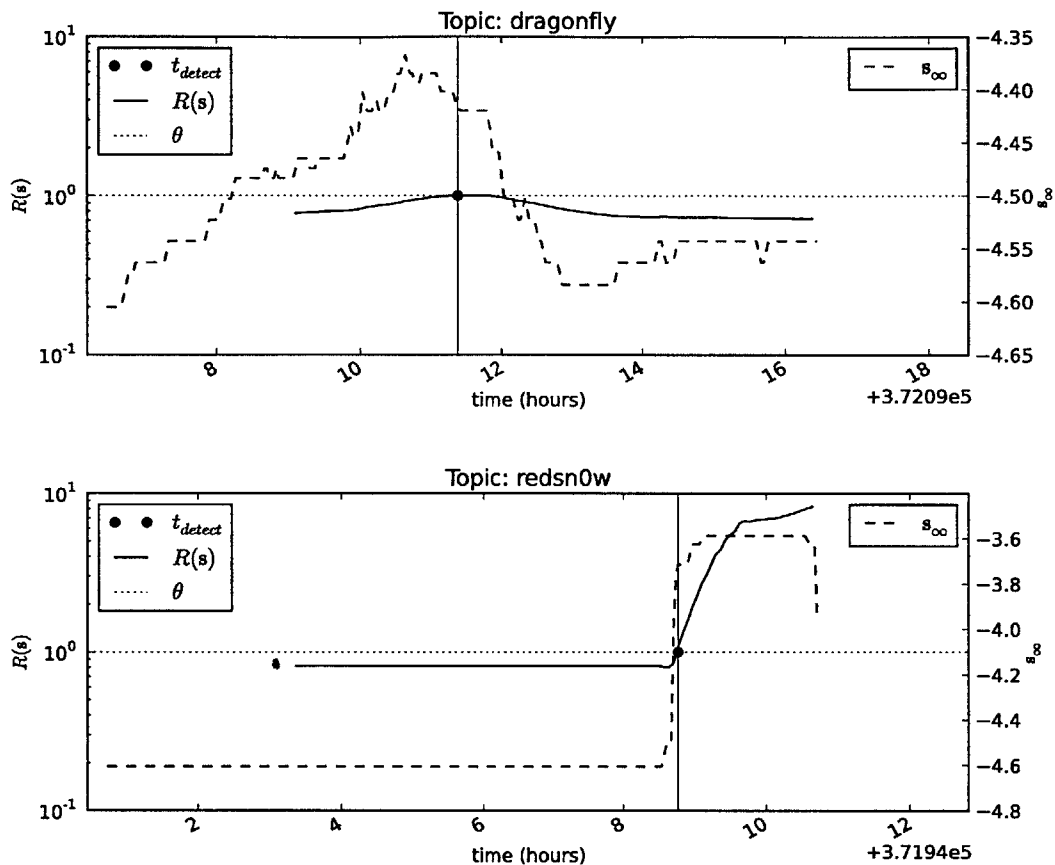 Topic: dragonfly
10^1
10^0
10^-1
R(s)
t_detect
R(s)
θ
s_∞
−4.35
−4.40
−4.45
−4.50
−4.55
−4.60
−4.65
s_∞
8
10
12
14
16
18
time (hours)
+3.7209e5
Topic: redsn0w
10^1
10^0
10^-1
R(s)
t_detect
R(s)
θ
s_∞
−3.6
−3.8
−4.0
−4.2
−4.4
−4.6
−4.8
s_∞
2
4
6
8
10
12
time (hours)
+3.7194e5